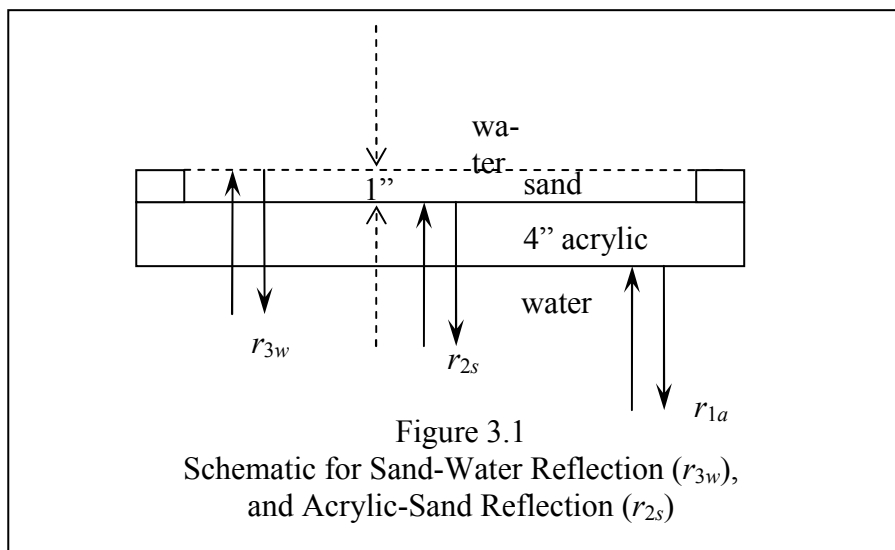 wa-
ter
1” sand
4” acrylic
water
r3w
r2s
r1a
Figure 3.1
Schematic for Sand-Water Reflection (r3w),
and Acrylic-Sand Reflection (r2s)